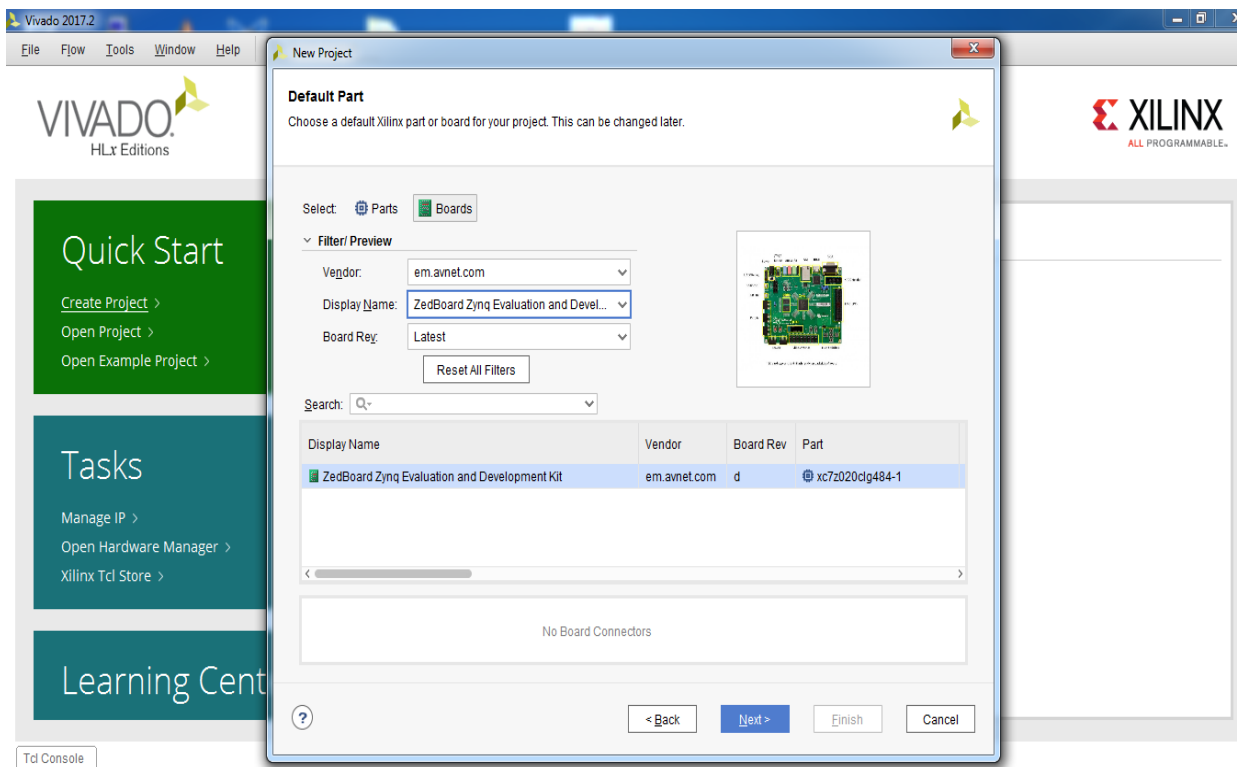 Vivado 2017.2
File Flow Tools Window Help
VIVADO.
HLx Editions
XILINX
ALL PROGRAMMABLE.
Quick Start
Create Project >
Open Project >
Open Example Project >
Tasks
Manage IP >
Open Hardware Manager >
Xilinx Tcl Store >
Learning Cent
Tcl Console
New Project
Default Part
Choose a default Xilinx part or board for your project. This can be changed later.
Select: Parts Boards
Filter/ Preview
Vendor: em.avnet.com
Display Name: ZedBoard Zynq Evaluation and Devel...
Board Rev: Latest
Reset All Filters
Search:
Display Name Vendor Board Rev Part
ZedBoard Zynq Evaluation and Development Kit em.avnet.com d xc7z020clg484-1
No Board Connectors
? < Back Next > Finish Cancel